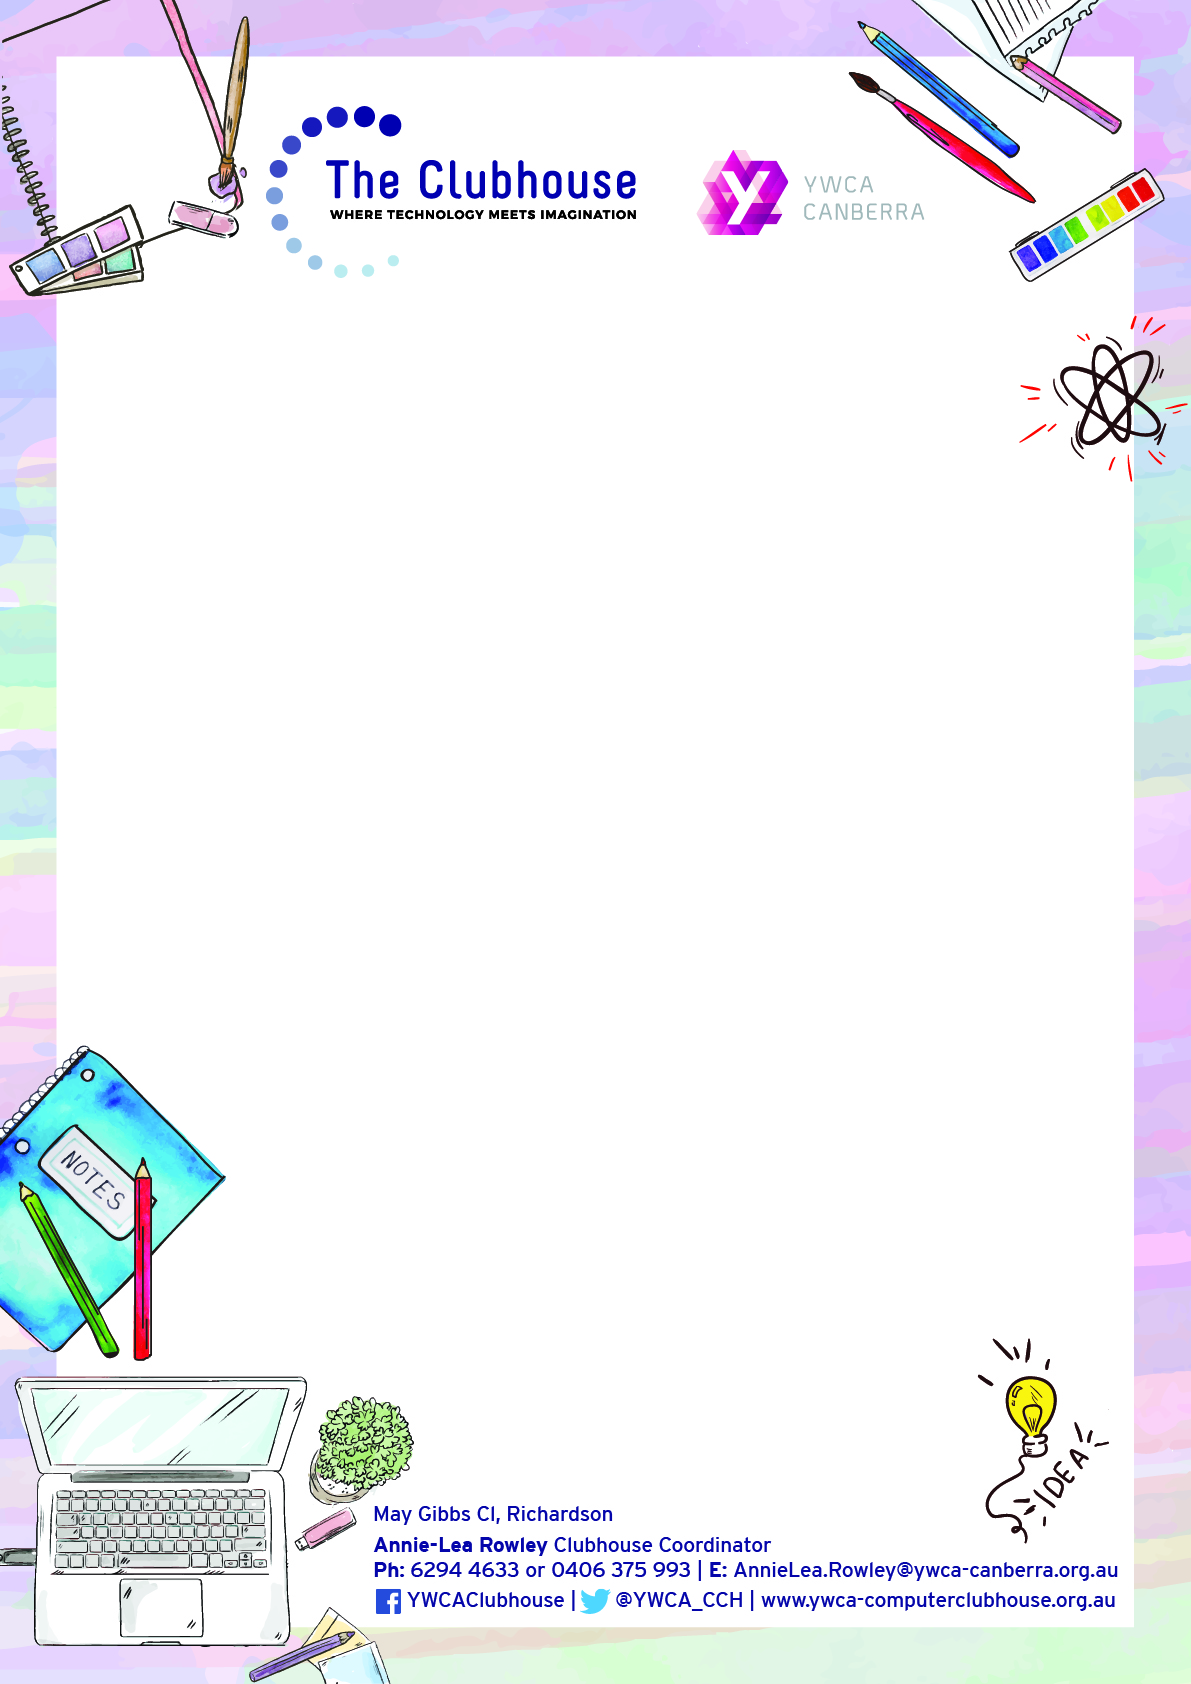 The Clubhouse
WHERE TECHNOLOGY MEETS IMAGINATION
y
YWCA
CANBERRA
NOTES
IDEA
May Gibbs Cl, Richardson
Annie-Lea Rowley Clubhouse Coordinator
Ph: 6294 4633 or 0406 375 993 | E: AnnieLea.Rowley@ywca-canberra.org.au
f YWCAClubhouse | @YWCA_CCH | www.ywca-computerclubhouse.org.au